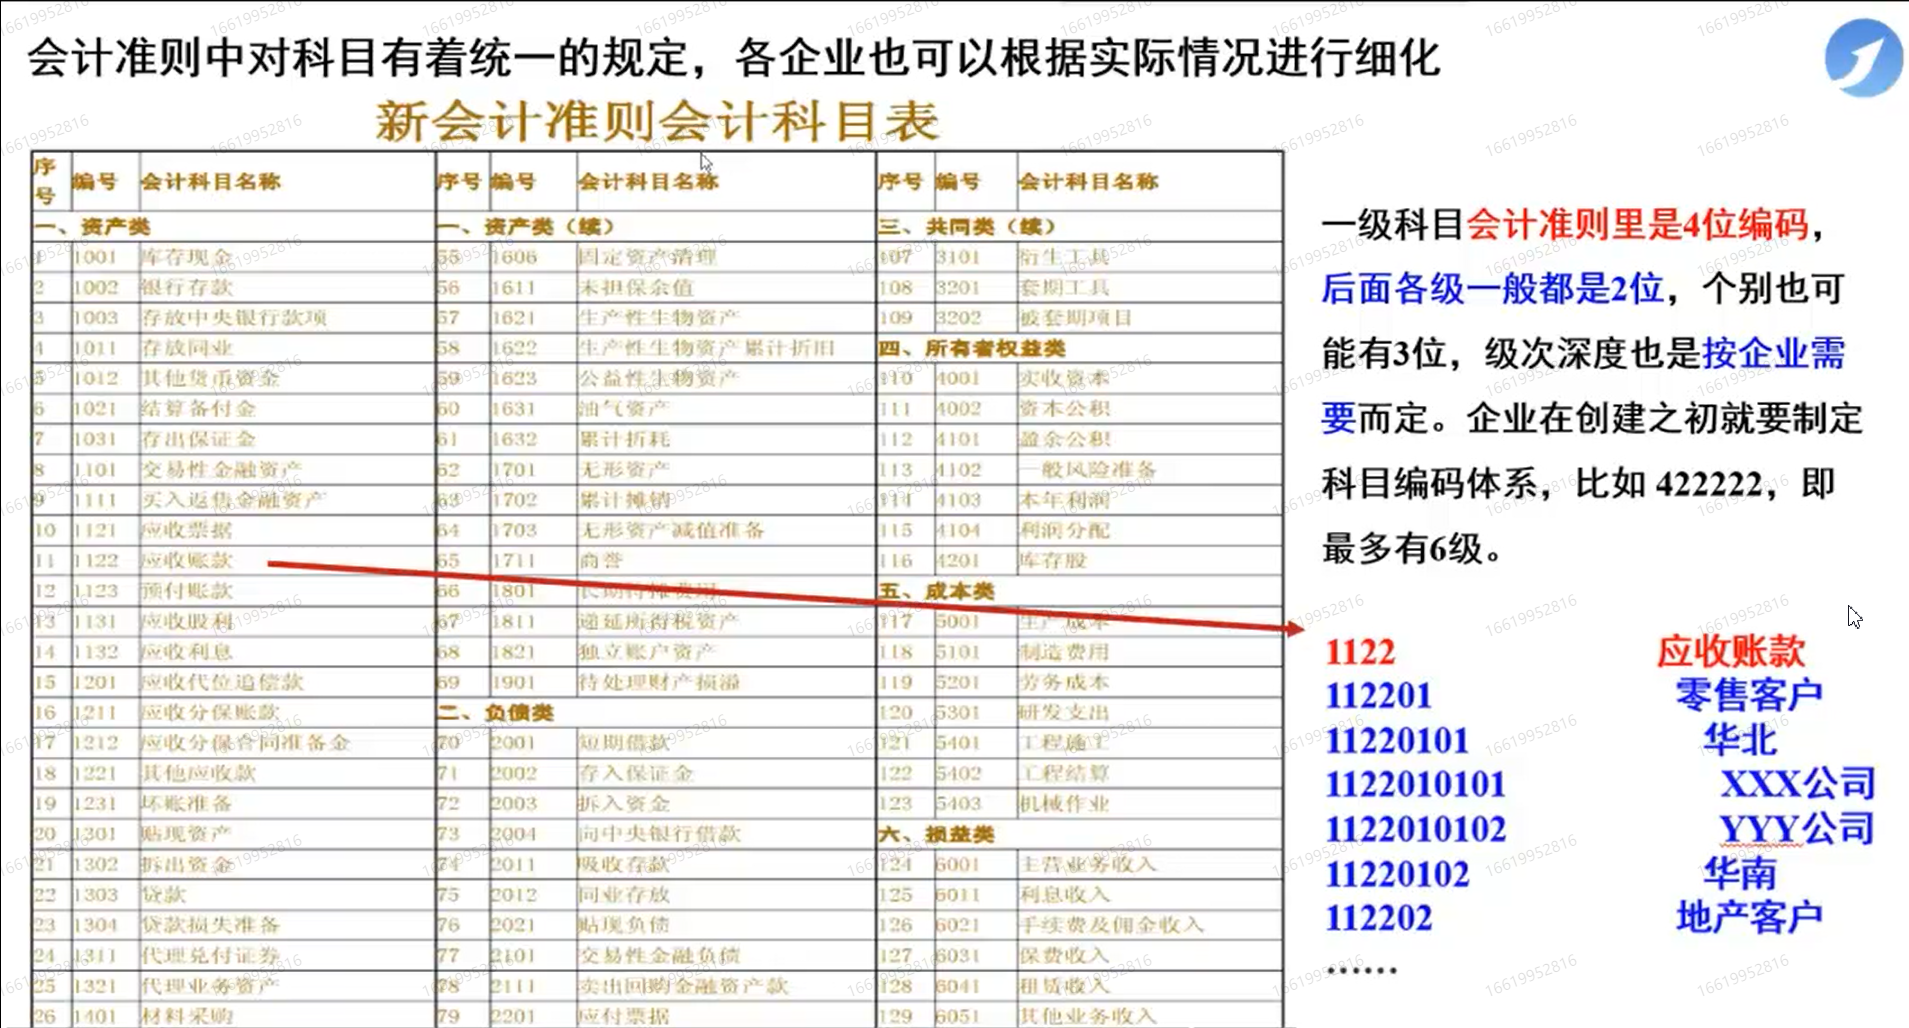 会计准则中对科目有着统一的规定，各企业也可以根据实际情况进行细化
新会计准则会计科目表
序号 编号 会计科目名称 序号 编号 会计科目名称 序号 编号 会计科目名称
一、资产类 一、资产类（续） 三、共同类（续）
1 1001 库存现金 55 1606 固定资产清理 107 3101 衍生工具
2 1002 银行存款 56 1611 未担保余值 108 3201 套期工具
3 1003 存放中央银行款项 57 1621 生产性生物资产 109 3202 被套期项目
4 1011 存放同业 58 1622 生产性生物资产累计折旧 四、所有者权益类
5 1012 其他货币资金 59 1623 公益性生物资产 110 4001 实收资本
6 1021 结算备付金 60 1631 油气资产 111 4002 资本公积
7 1031 存出保证金 61 1632 累计折耗 112 4101 盈余公积
8 1101 交易性金融资产 62 1701 无形资产 113 4102 一般风险准备
9 1111 买入返售金融资产 63 1702 累计摊销 114 4103 本年利润
10 1121 应收票据 64 1703 无形资产减值准备 115 4104 利润分配
11 1122 应收账款 65 1711 商誉 116 4201 库存股
12 1123 预付账款 66 1801 长期待摊费用 五、成本类
13 1131 应收股利 67 1811 递延所得税资产 117 5001 生产成本
14 1132 应收利息 68 1821 独立账户资产 118 5101 制造费用
15 1201 应收代位追偿款 69 1901 待处理财产损溢 119 5201 劳务成本
16 1211 应收分保账款 二、负债类 120 5301 研发支出
17 1212 应收分保合同准备金 70 2001 短期借款 121 5401 工程施工
18 1221 其他应收款 71 2002 存入保证金 122 5402 工程结算
19 1231 坏账准备 72 2003 拆入资金 123 5403 机械作业
20 1301 贴现资产 73 2004 向中央银行借款 六、损益类
21 1302 拆出资金 74 2011 吸收存款 124 6001 主营业务收入
22 1303 贷款 75 2012 同业存放 125 6011 利息收入
23 1304 贷款损失准备 76 2021 贴现负债 126 6021 手续费及佣金收入
24 1311 代理兑付证券 77 2101 交易性金融负债 127 6031 保费收入
25 1321 代理业务资产 78 2111 卖出回购金融资产款 128 6041 租赁收入
26 1401 材料采购 79 2201 应付票据 129 6051 其他业务收入
一级科目会计准则里是4位编码，
后面各级一般都是2位，个别也可
能有3位，级次深度也是按企业需
要而定。企业在创建之初就要制定
科目编码体系，比如 422222，即
最多有6级。
1122 应收账款
112201 零售客户
11220101 华北
1122010101 XXX公司
1122010102 YYY公司
11220102 华南
112202 地产客户
……
16619952816